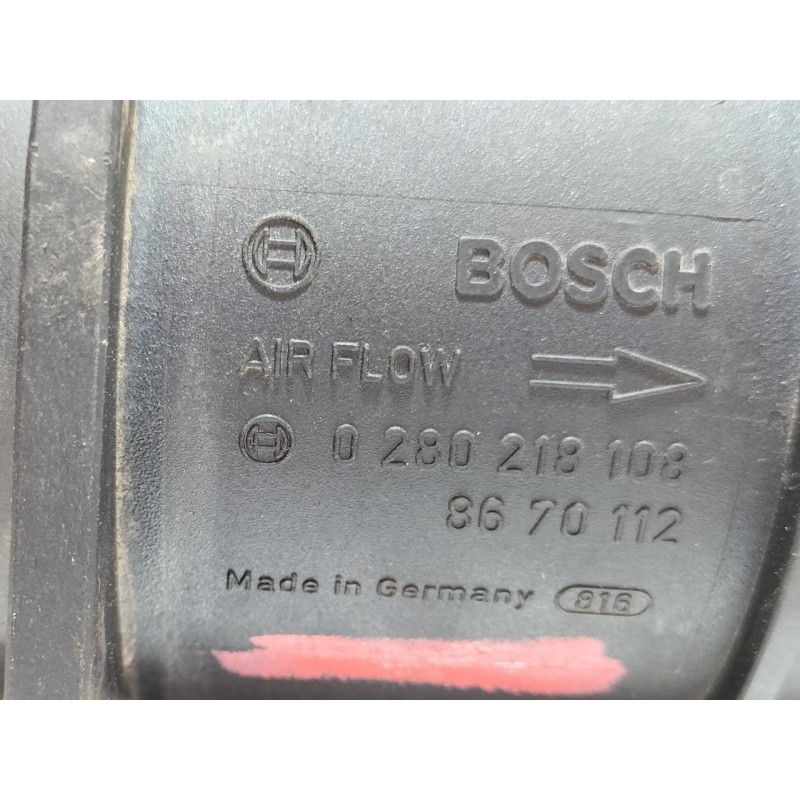 BOSCH
AIR FLOW
0 280 218 108
86 70 112
Made in Germany 816